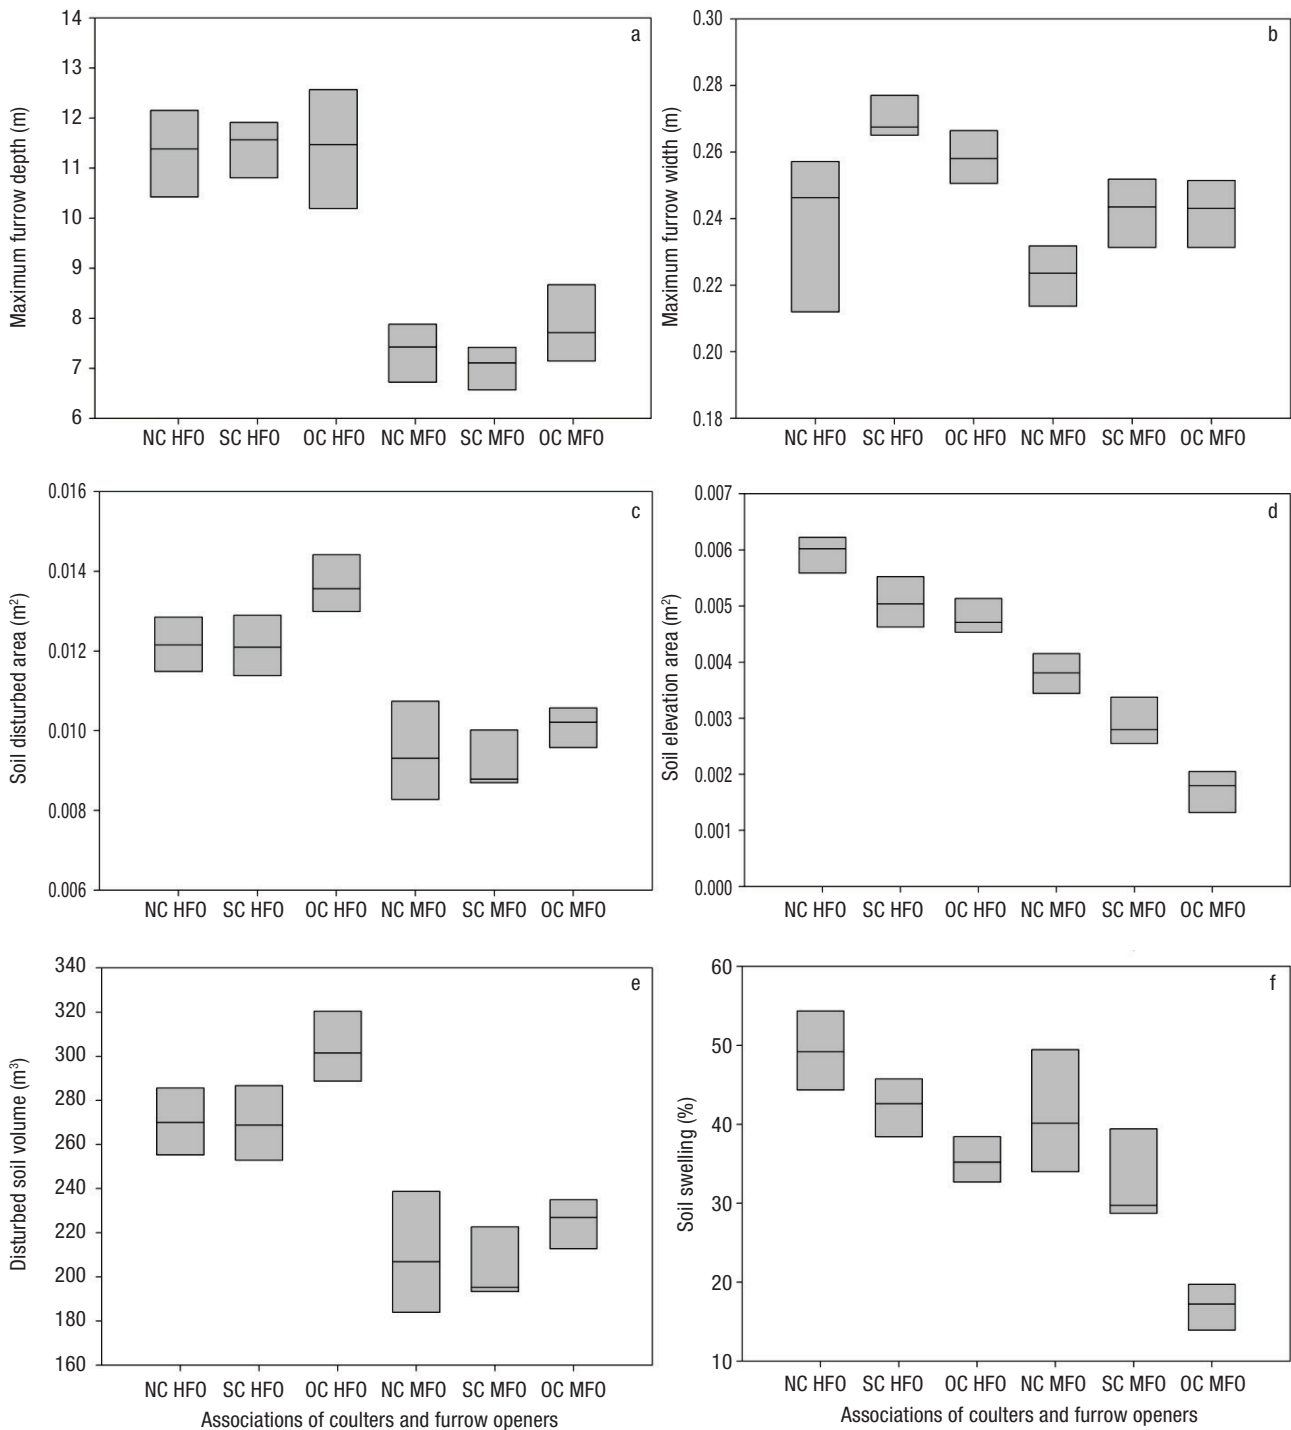 a
Maximum furrow depth (m)
14
13
12
11
10
9
8
7
6
NC HFO SC HFO OC HFO NC MFO SC MFO OC MFO
b
Maximum furrow width (m)
0.30
0.28
0.26
0.24
0.22
0.20
0.18
NC HFO SC HFO OC HFO NC MFO SC MFO OC MFO
c
Soil disturbed area (m²)
0.016
0.014
0.012
0.010
0.008
0.006
NC HFO SC HFO OC HFO NC MFO SC MFO OC MFO
d
Soil elevation area (m²)
0.007
0.006
0.005
0.004
0.003
0.002
0.001
0.000
NC HFO SC HFO OC HFO NC MFO SC MFO OC MFO
e
Disturbed soil volume (m³)
340
320
300
280
260
240
220
200
180
160
NC HFO SC HFO OC HFO NC MFO SC MFO OC MFO
Associations of coulters and furrow openers
f
Soil swelling (%)
60
50
40
30
20
10
NC HFO SC HFO OC HFO NC MFO SC MFO OC MFO
Associations of coulters and furrow openers